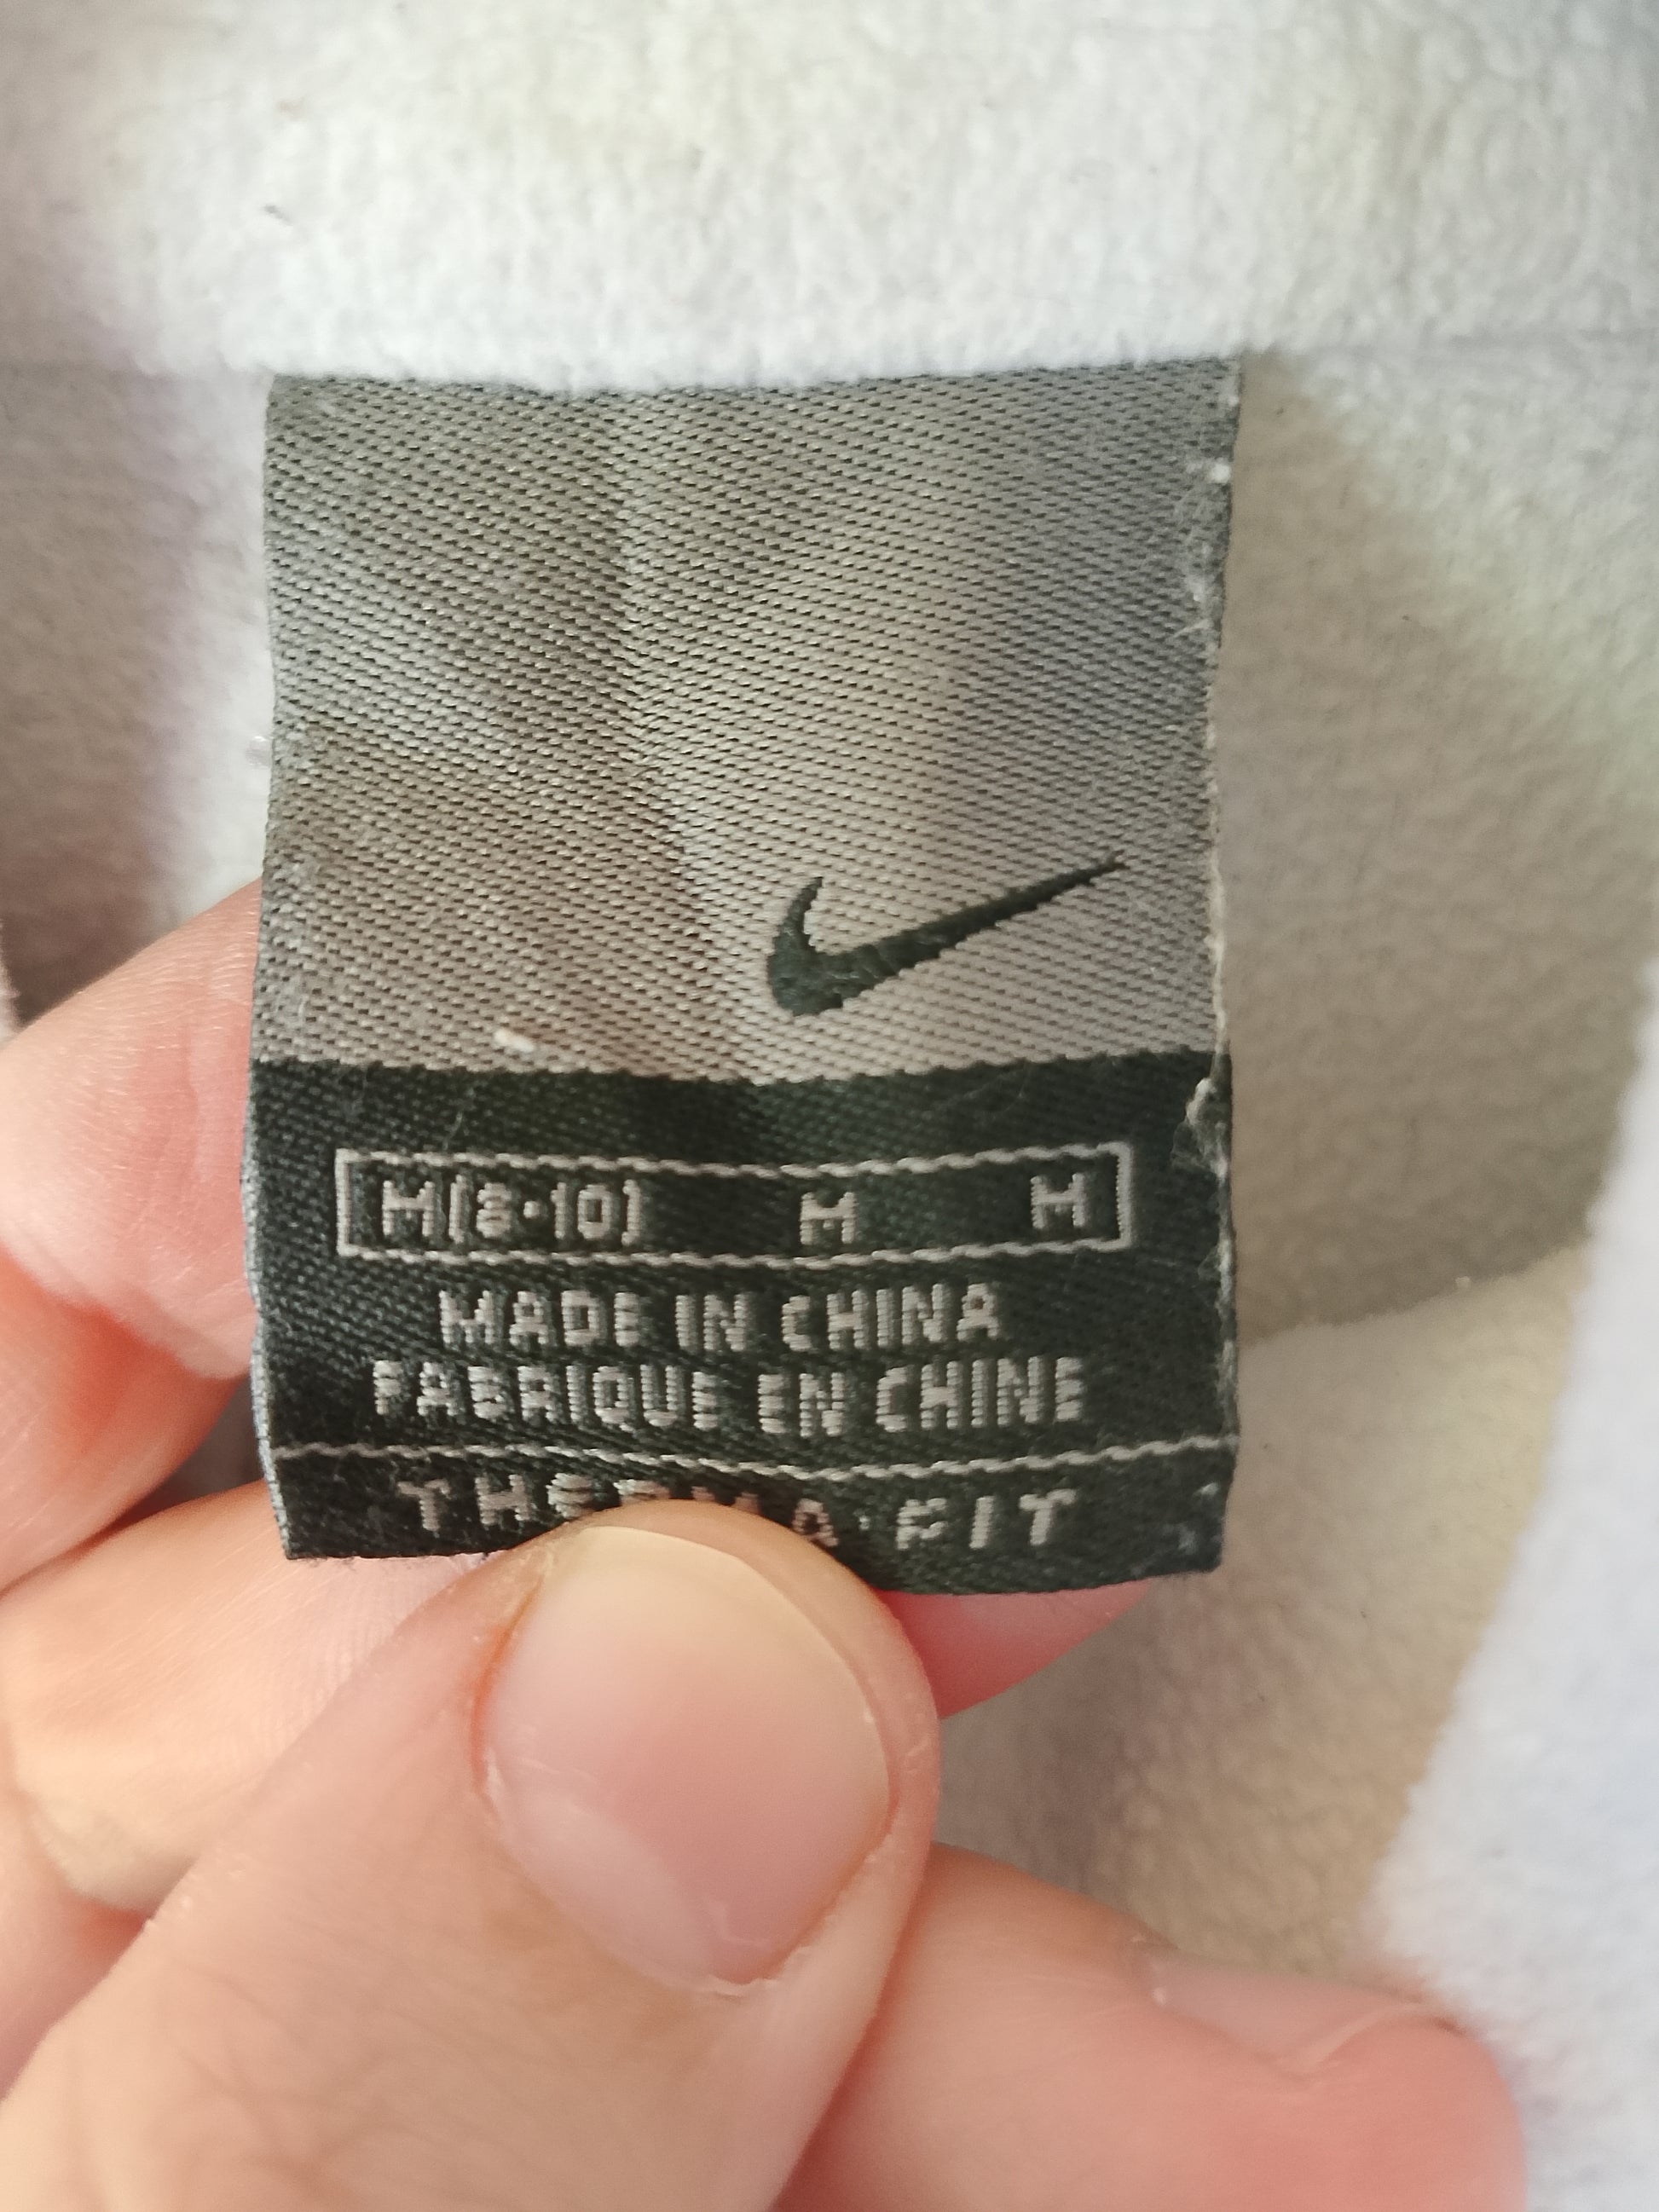 M(8-10) M M
MADE IN CHINA
FABRIQUE EN CHINE
THERMA·FIT